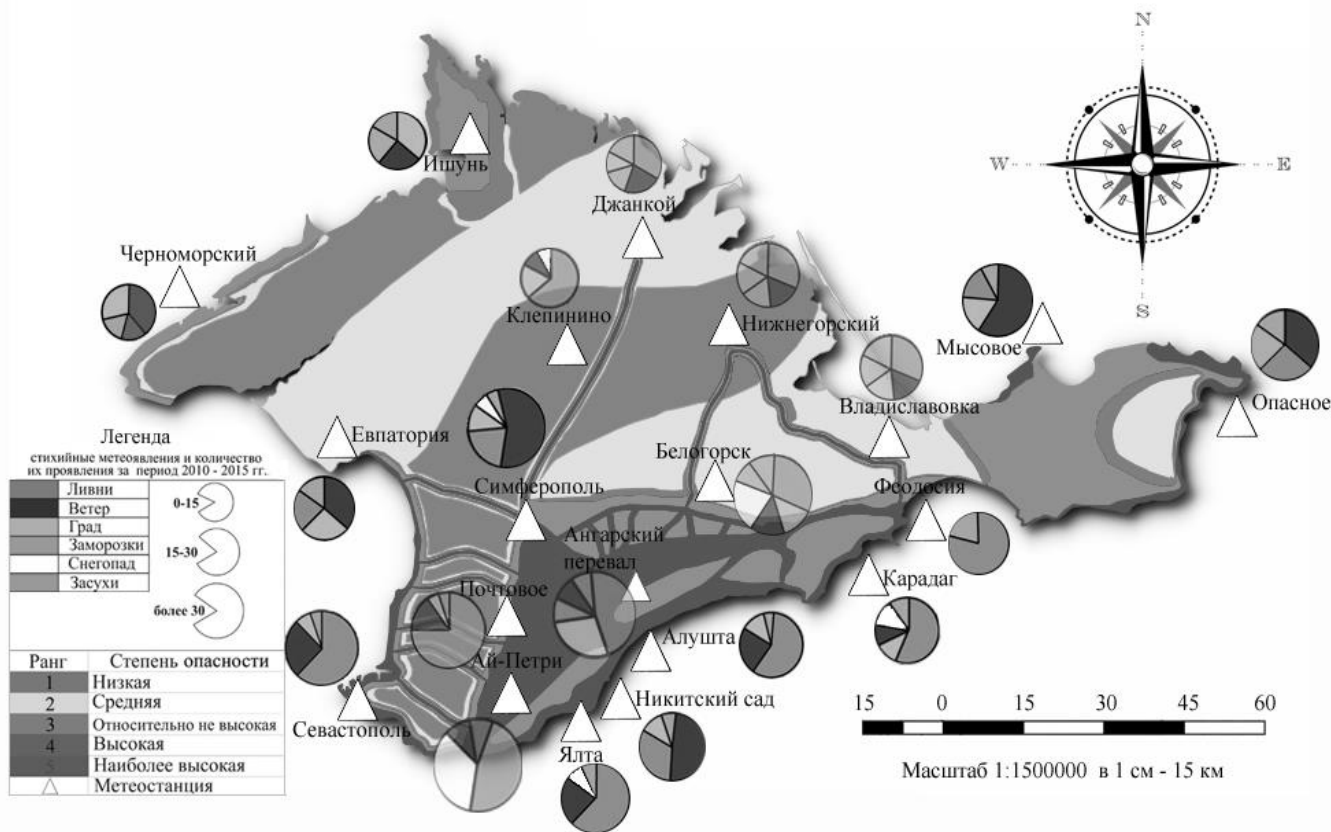 N
W
E
S
Ишунь
Джанкой
Черноморский
Клепинино
Нижнегорский
Мысовое
Опасное
Владиславовка
Евпатория
Белогорск
Симферополь
Феодосия
Ангарский
перевал
Карадаг
Почтовое
Алушта
Ай-Петри
Никитский сад
Севастополь
Ялта
Легенда
стихийные метеоявления и количество
их проявления за период 2010 - 2015 гг.
Ливни
Ветер
Град
Заморозки
Снегопад
Засухи
0-15
15-30
более 30
Ранг Степень опасности
1 Низкая
2 Средняя
3 Относительно не высокая
4 Высокая
5 Наиболее высокая
Метеостанция
15 0 15 30 45 60
Масштаб 1:1500000 в 1 см - 15 км